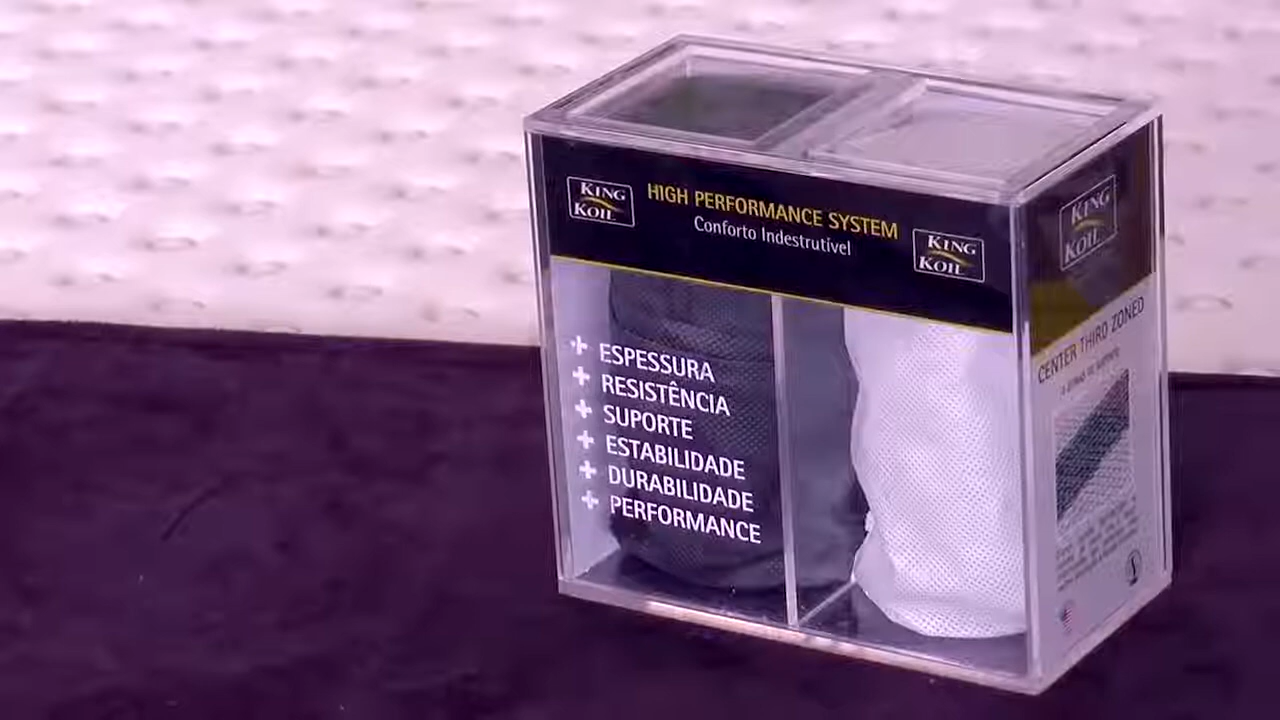 KING
KOIL
HIGH PERFORMANCE SYSTEM
Conforto Indestrutível
KING
KOIL
+ ESPESSURA
+ RESISTÊNCIA
+ SUPORTE
+ ESTABILIDADE
+ DURABILIDADE
+ PERFORMANCE
KING
KOIL
CENTER THIRD ZONED